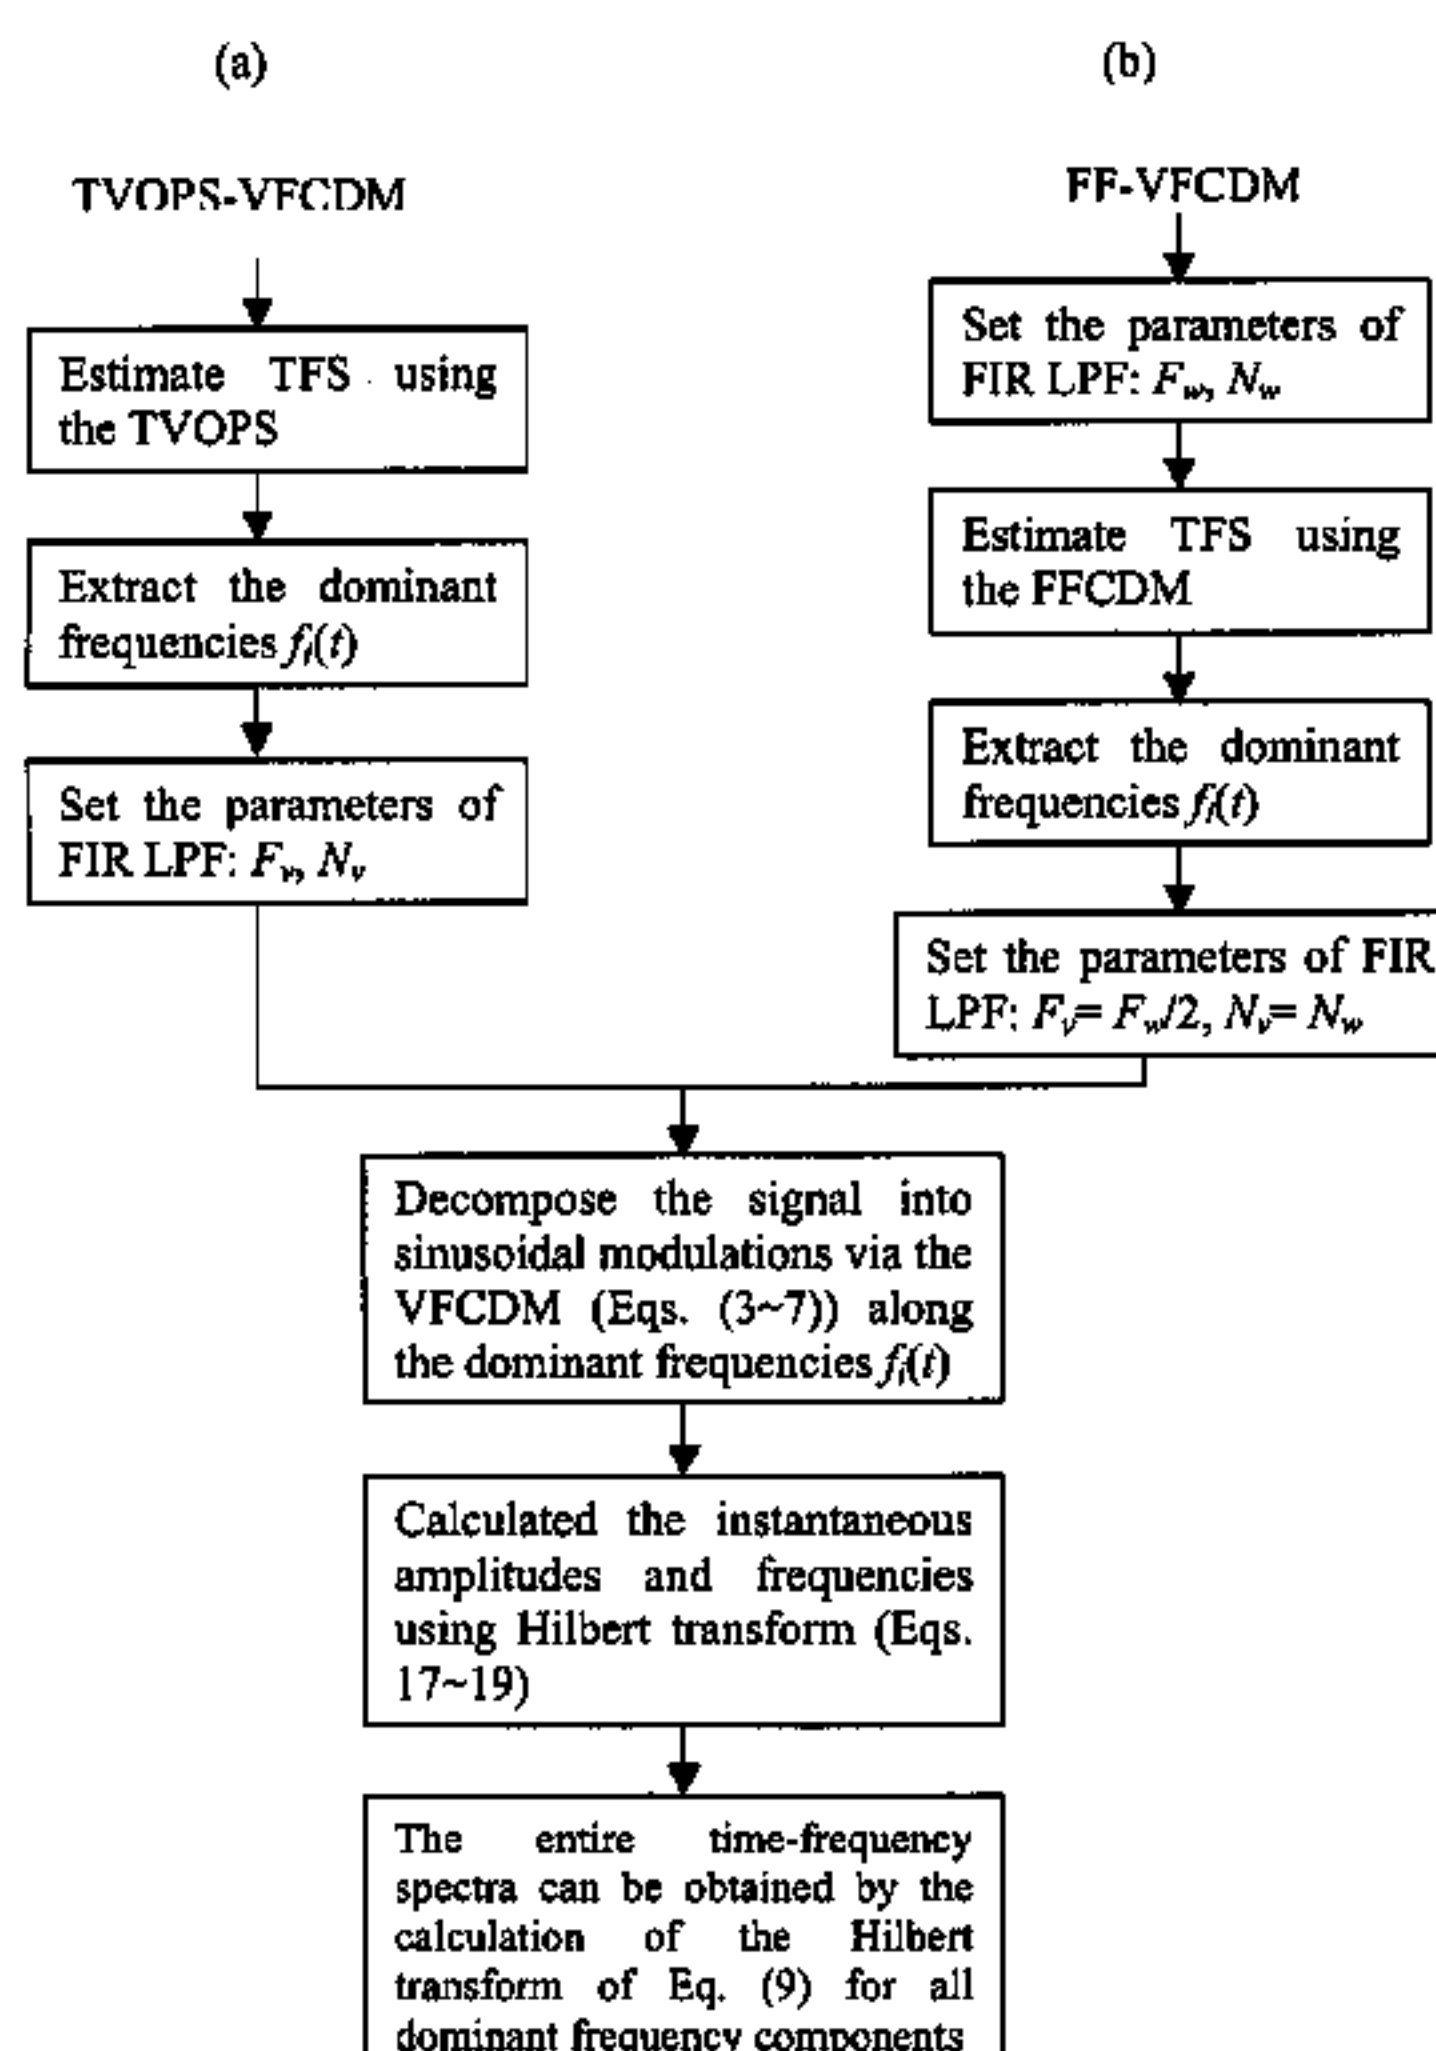 (a)
TVOPS-VFCDM
Estimate TFS using
the TVOPS
Extract the dominant
frequencies fi(t)
Set the parameters of
FIR LPF: Fv, Nv
(b)
FF-VFCDM
Set the parameters of
FIR LPF: Fw, Nw
Estimate TFS using
the FFCDM
Extract the dominant
frequencies fi(t)
Set the parameters of FIR
LPF: Fv= Fw/2, Nv= Nw
Decompose the signal into
sinusoidal modulations via the
VFCDM (Eqs. (3~7)) along
the dominant frequencies fi(t)
Calculated the instantaneous
amplitudes and frequencies
using Hilbert transform (Eqs.
17~19)
The entire time-frequency
spectra can be obtained by the
calculation of the Hilbert
transform of Eq. (9) for all
dominant frequency components